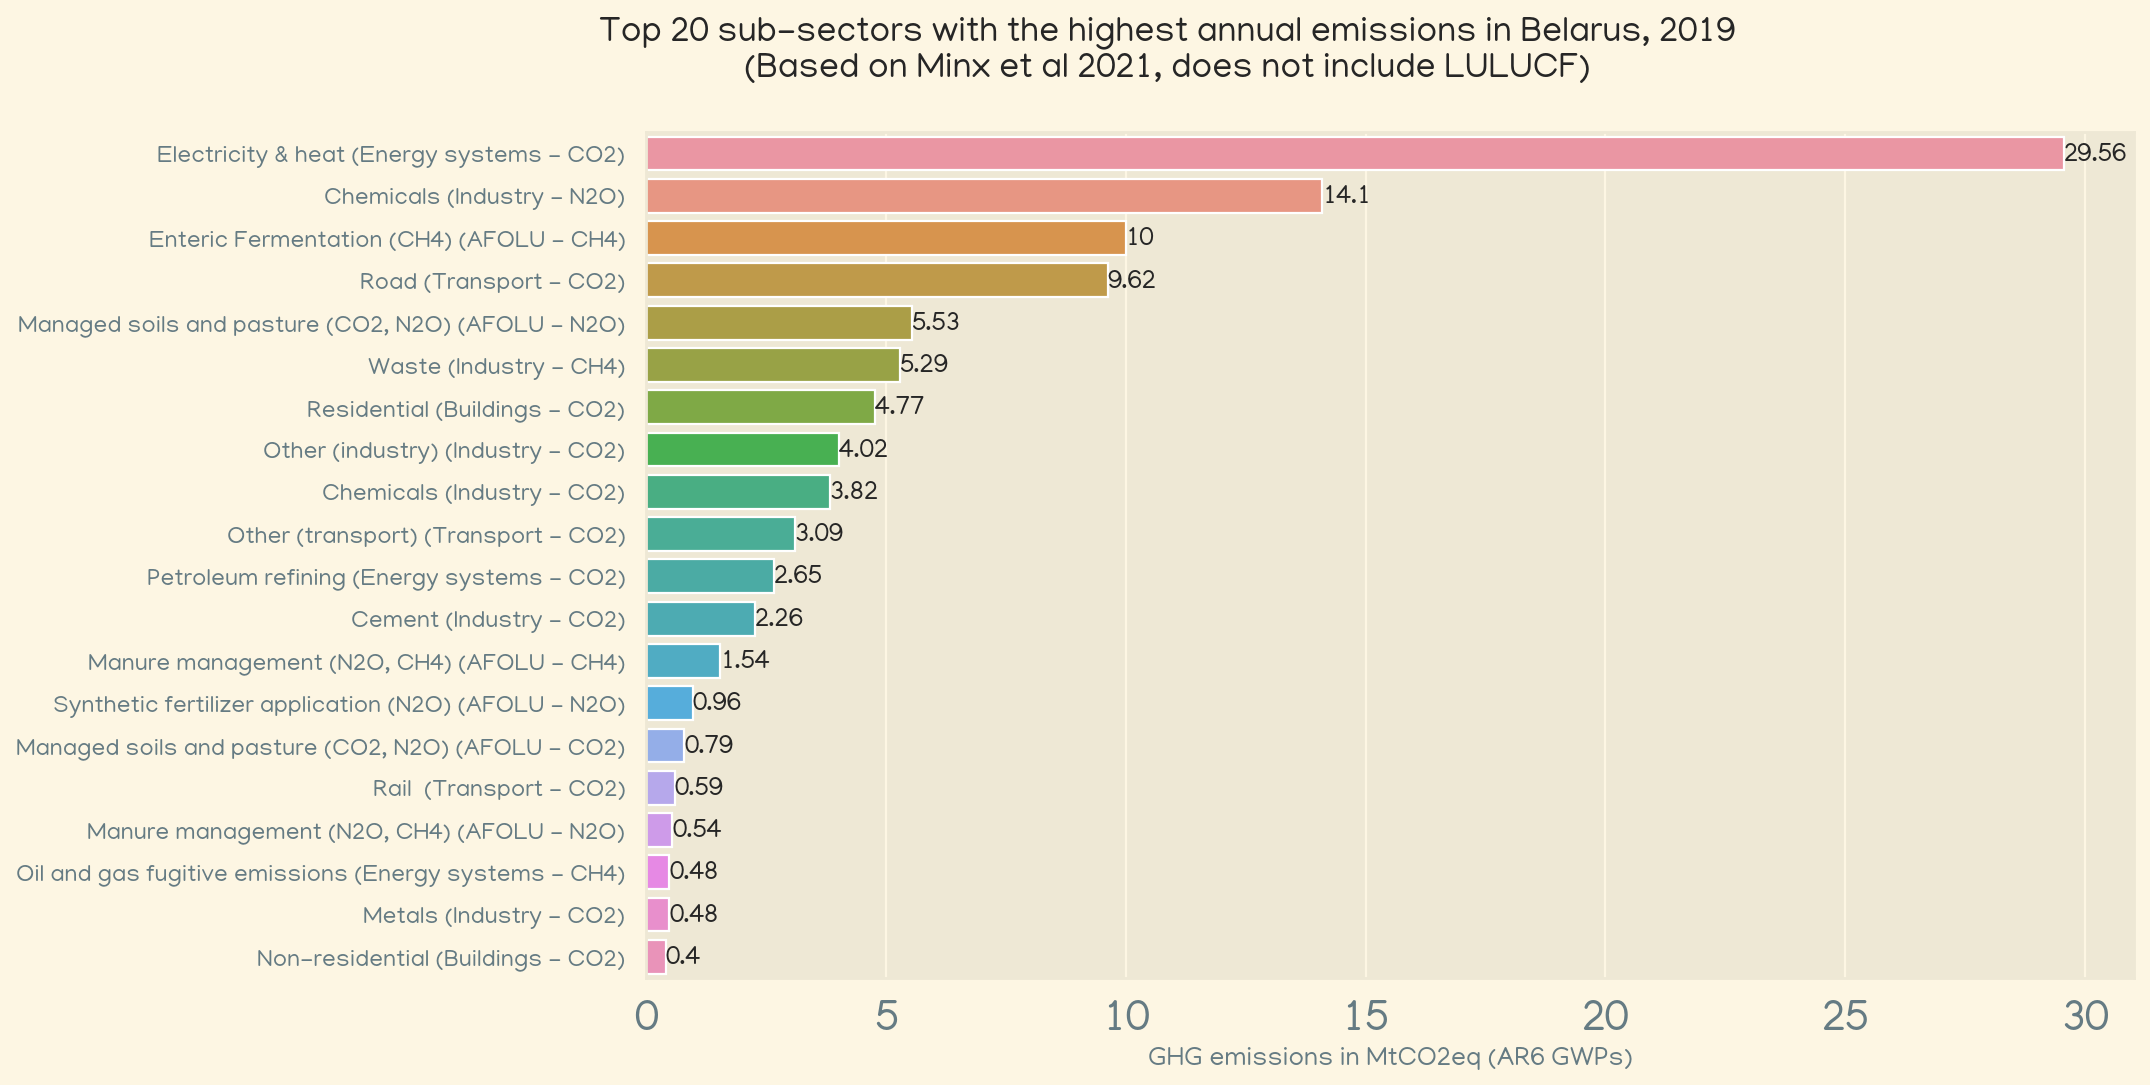 Top 20 sub-sectors with the highest annual emissions in Belarus, 2019
(Based on Minx et al 2021, does not include LULUCF)
Electricity & heat (Energy systems - CO2) 29.56
Chemicals (Industry - N2O) 14.1
Enteric Fermentation (CH4) (AFOLU - CH4) 10
Road (Transport - CO2) 9.62
Managed soils and pasture (CO2, N2O) (AFOLU - N2O) 5.53
Waste (Industry - CH4) 5.29
Residential (Buildings - CO2) 4.77
Other (industry) (Industry - CO2) 4.02
Chemicals (Industry - CO2) 3.82
Other (transport) (Transport - CO2) 3.09
Petroleum refining (Energy systems - CO2) 2.65
Cement (Industry - CO2) 2.26
Manure management (N2O, CH4) (AFOLU - CH4) 1.54
Synthetic fertilizer application (N2O) (AFOLU - N2O) 0.96
Managed soils and pasture (CO2, N2O) (AFOLU - CO2) 0.79
Rail  (Transport - CO2) 0.59
Manure management (N2O, CH4) (AFOLU - N2O) 0.54
Oil and gas fugitive emissions (Energy systems - CH4) 0.48
Metals (Industry - CO2) 0.48
Non-residential (Buildings - CO2) 0.4
0 5 10 15 20 25 30
GHG emissions in MtCO2eq (AR6 GWPs)